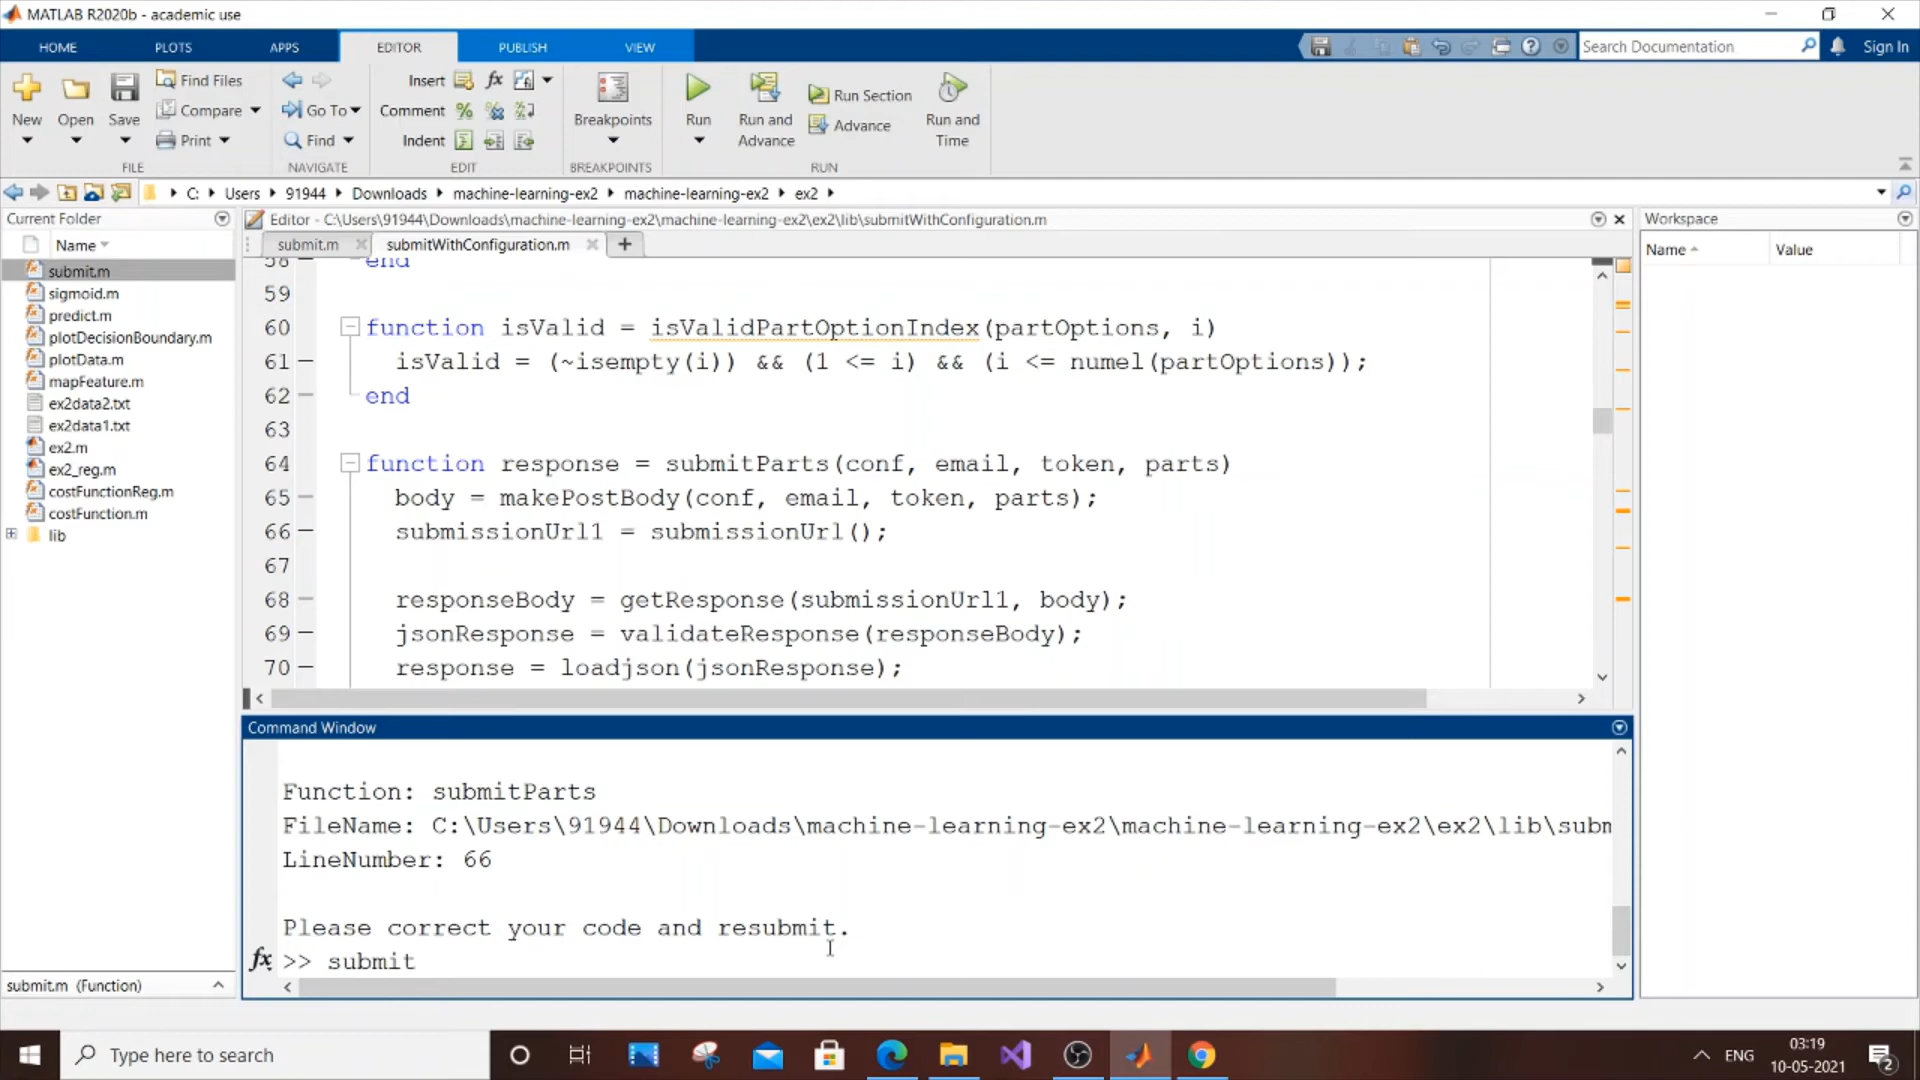 MATLAB R2020b - academic use
HOME PLOTS APPS EDITOR PUBLISH VIEW
Search Documentation
Sign In
New Open Save
Find Files
Compare
Print
FILE
Go To
Find
NAVIGATE
Insert
Comment
Indent
EDIT
Breakpoints
BREAKPOINTS
Run
Run and Advance
Run Section
Advance
Run and Time
RUN
C: Users 91944 Downloads machine-learning-ex2 machine-learning-ex2 ex2
Current Folder
Name
submit.m
sigmoid.m
predict.m
plotDecisionBoundary.m
plotData.m
mapFeature.m
ex2data2.txt
ex2data1.txt
ex2.m
ex2_reg.m
costFunctionReg.m
costFunction.m
lib
submit.m (Function)
Editor - C:\Users\91944\Downloads\machine-learning-ex2\machine-learning-ex2\ex2\lib\submitWithConfiguration.m
submit.m submitWithConfiguration.m
58 end
59
60 function isValid = isValidPartOptionIndex(partOptions, i)
61 isValid = (~isempty(i)) && (1 <= i) && (i <= numel(partOptions));
62 end
63
64 function response = submitParts(conf, email, token, parts)
65 body = makePostBody(conf, email, token, parts);
66 submissionUrl1 = submissionUrl();
67
68 responseBody = getResponse(submissionUrl1, body);
69 jsonResponse = validateResponse(responseBody);
70 response = loadjson(jsonResponse);
Command Window
Function: submitParts
FileName: C:\Users\91944\Downloads\machine-learning-ex2\machine-learning-ex2\ex2\lib\subm
LineNumber: 66
Please correct your code and resubmit.
fx >> submit
Workspace
Name Value
Type here to search
ENG
03:19
10-05-2021
2